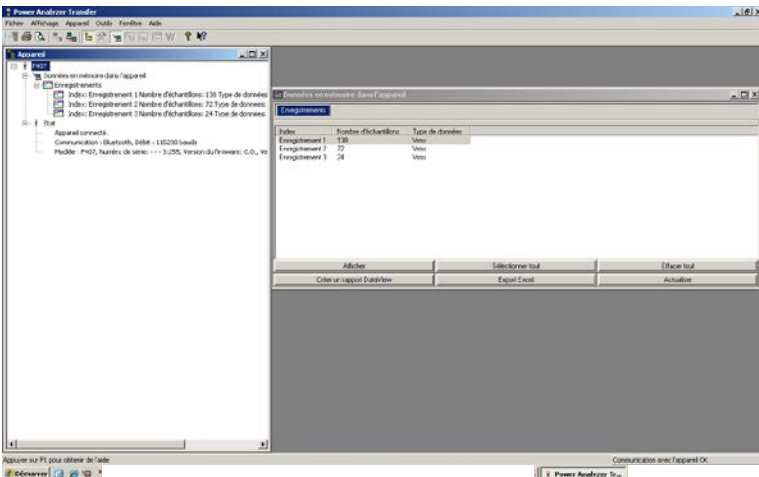 Power Analyzer Transfer
Fichier Affichage Appareil Outils Fenêtre Aide
Appareil
F407
Données en mémoire dans l'appareil
Enregistrements
Index: Enregistrement 1 Nombre d'échantillons: 138 Type de données
Index: Enregistrement 2 Nombre d'échantillons: 72 Type de données:
Index: Enregistrement 3 Nombre d'échantillons: 24 Type de données:
Etat
Appareil connecté.
Communication : Bluetooth, Débit : 115200 bauds
Modèle : F407, Numéro de série: Version du firmware:
Données en mémoire dans l'appareil
Enregistrements
Index Nombre d'échantillons Type de données
Enregistrement 1 138
Enregistrement 2 72
Enregistrement 3 24
Afficher Sélectionner tout Effacer tout
Créer un rapport DataView Export Excel Actualiser
Appuyer sur F1 pour obtenir de l'aide Communication avec l'appareil OK
Démarrer Power Analyzer Tr...